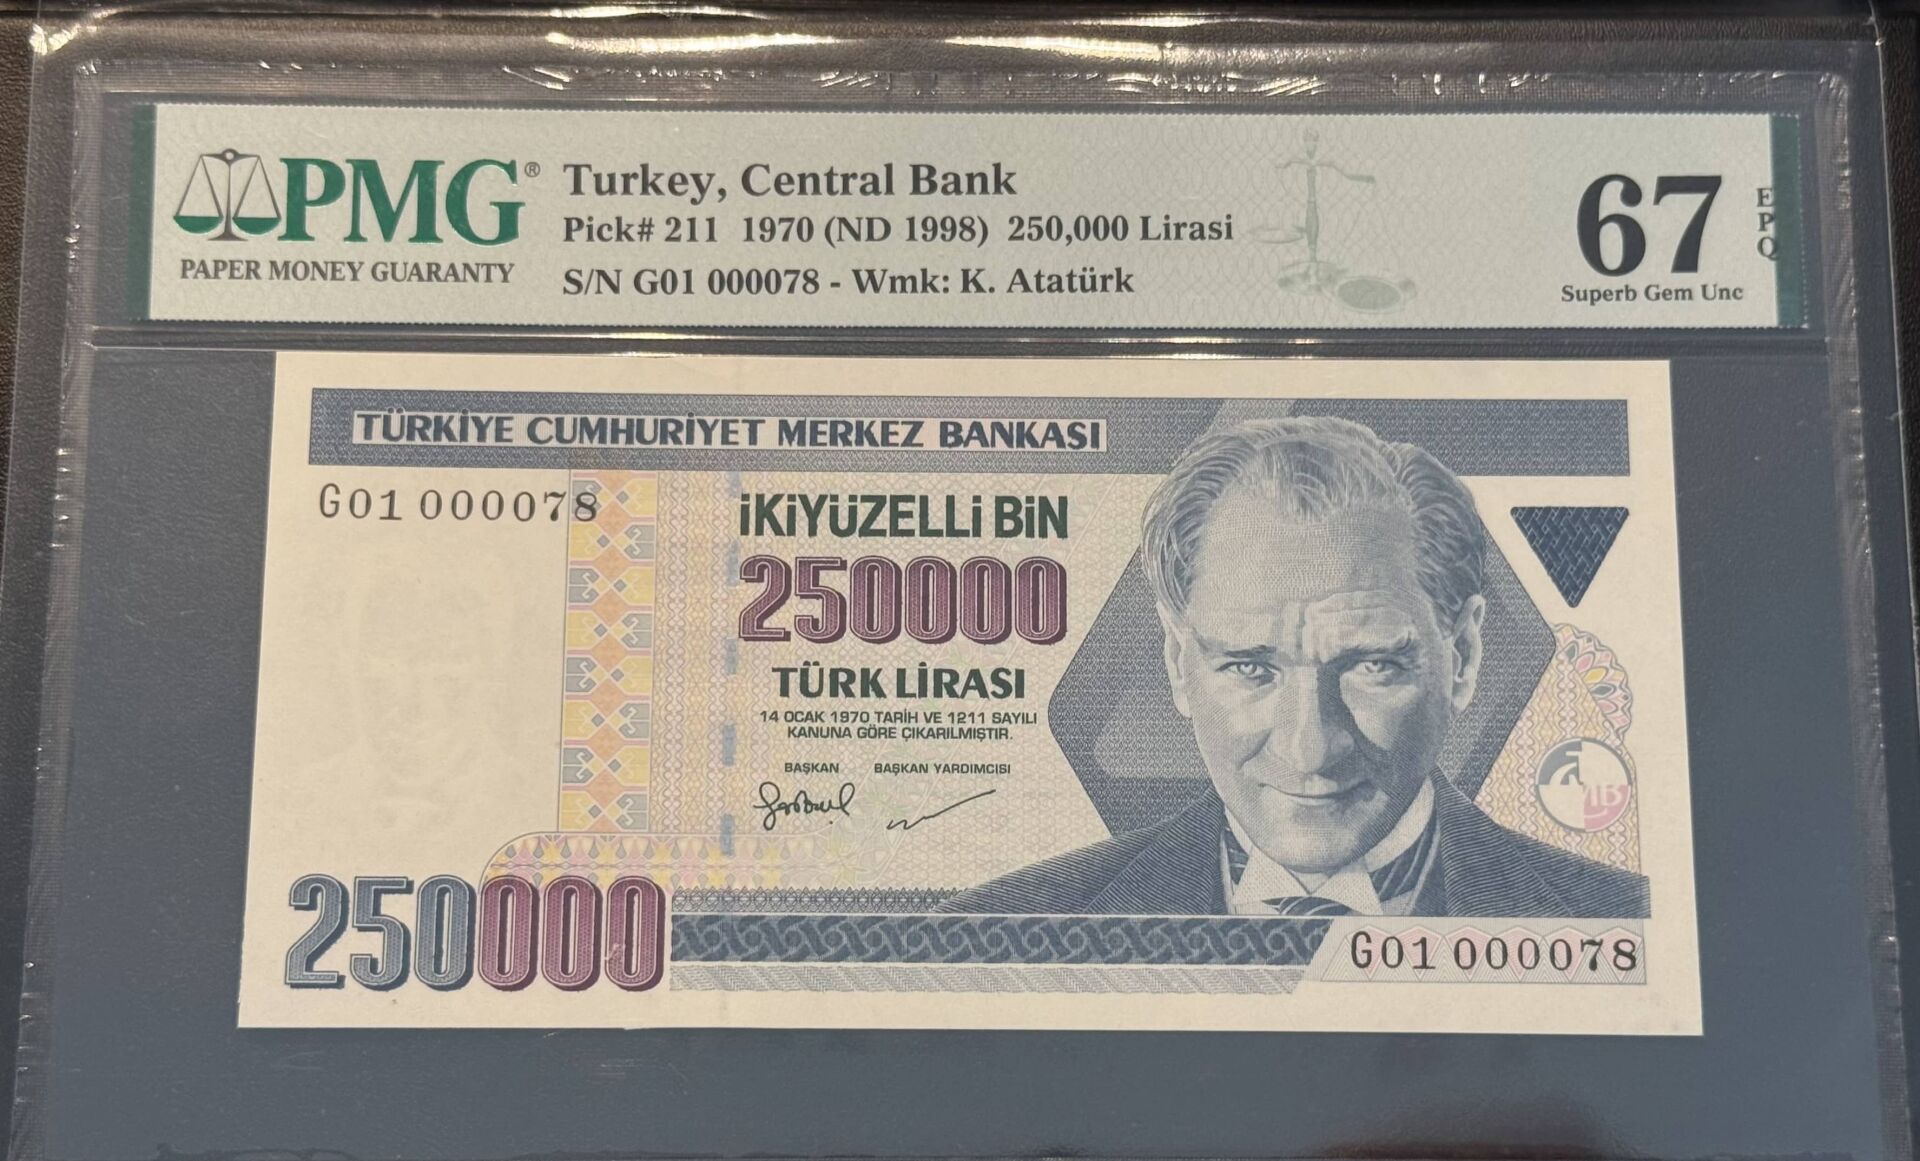 PMG®
PAPER MONEY GUARANTY
Turkey, Central Bank
Pick# 211 1970 (ND 1998) 250,000 Lirasi
S/N G01 000078 - Wmk: K. Atatürk
67
EPQ
Superb Gem Unc
TÜRKİYE CUMHURİYET MERKEZ BANKASI
G01 000078
İKİYÜZELLİ BİN
250000
TÜRK LİRASI
14 OCAK 1970 TARİH VE 1211 SAYILI
KANUNA GÖRE ÇIKARILMIŞTIR.
BAŞKAN BAŞKAN YARDIMCISI
250000
G01 000078